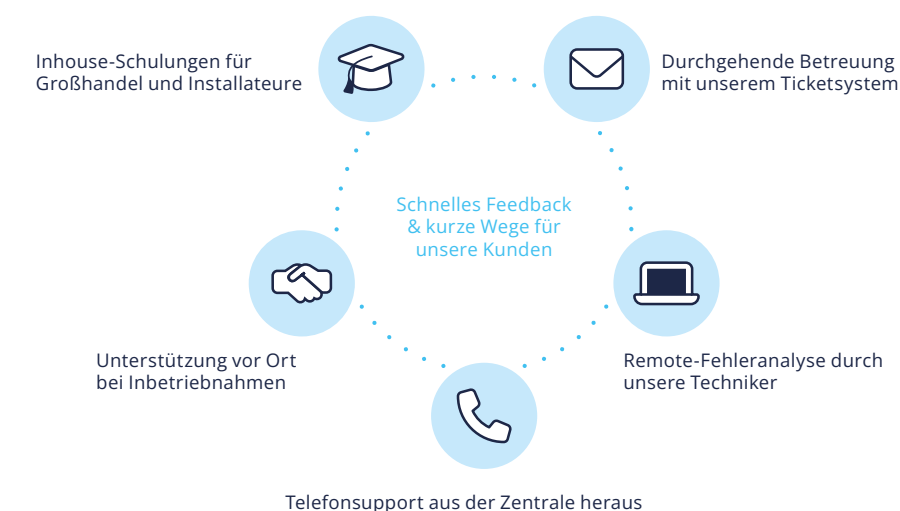 Inhouse-Schulungen für
Großhandel und Installateure
Durchgehende Betreuung
mit unserem Ticketsystem
Schnelles Feedback
& kurze Wege für
unsere Kunden
Unterstützung vor Ort
bei Inbetriebnahmen
Remote-Fehleranalyse durch
unsere Techniker
Telefonsupport aus der Zentrale heraus